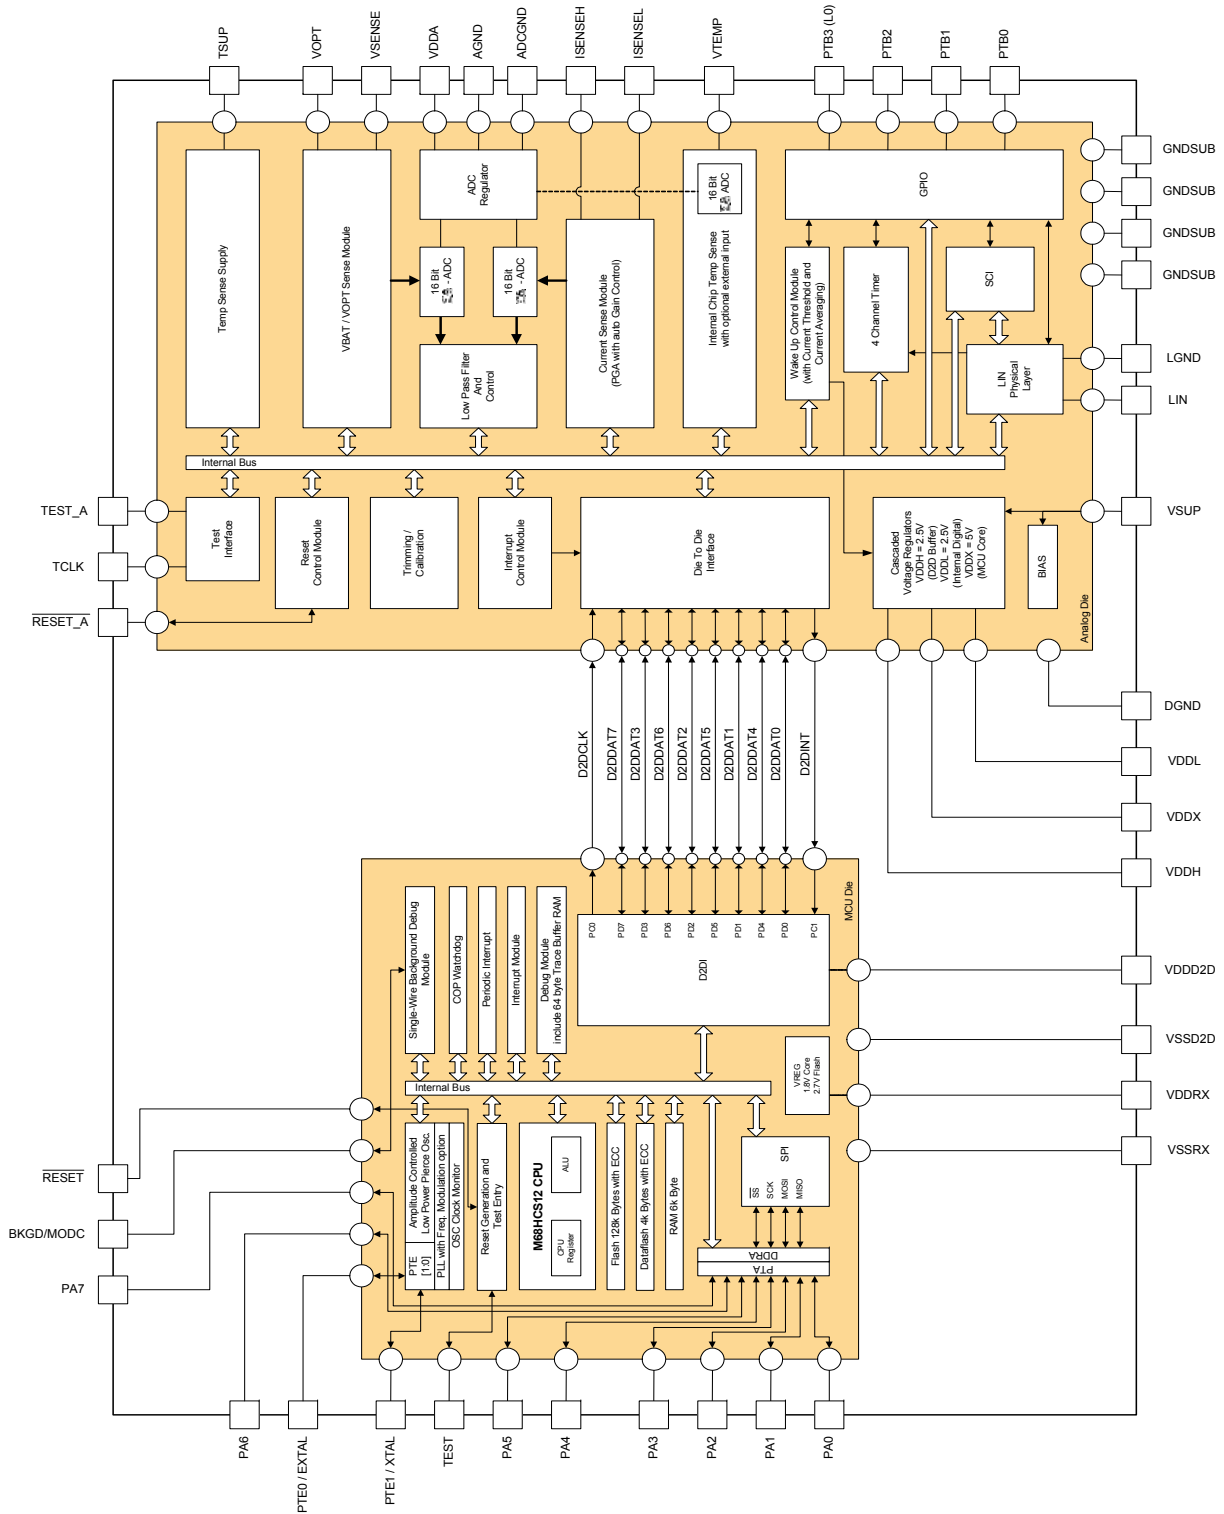 TSUP
VOPT
VSENSE
VDDA
AGND
ADCGND
ISENSEH
ISENSEL
VTEMP
PTB3 (L0)
PTB2
PTB1
PTB0
GNDSUB
GNDSUB
GNDSUB
GNDSUB
LGND
LIN
VSUP
DGND
VDDL
VDDX
VDDH
VDDD2D
VSSD2D
VDDRX
VSSRX
TEST_A
TCLK
RESET_A
RESET
BKGD/MODC
PA7
PA6
PTE0 / EXTAL
PTE1 / XTAL
TEST
PA5
PA4
PA3
PA2
PA1
PA0
Temp Sense Supply
VBAT / VOPT Sense Module
ADC
Regulator
16 Bit
- ADC
16 Bit
- ADC
Low Pass Filter
And
Control
Current Sense Module
(PGA with auto Gain Control)
16 Bit
ADC
Internal Chip Temp Sense
with optional external input
GPIO
Wake Up Control Module
(with Current Threshold and
Current Averaging)
4 Channel Timer
SCI
LIN
Physical
Layer
Internal Bus
Test
Interface
Reset
Control Module
Trimming /
Calibration
Interrupt
Control Module
Die To Die
Interface
Cascaded
Voltage Regulators
VDDH = 2.5V
(D2D Buffer)
VDDL = 2.5V
(Internal Digital)
VDDX = 5V
(MCU Core)
BIAS
Analog Die
D2DCLK
D2DDAT7
D2DDAT3
D2DDAT6
D2DDAT2
D2DDAT5
D2DDAT1
D2DDAT4
D2DDAT0
D2DINT
MCU Die
Single-Wire Background Debug
Module
COP Watchdog
Periodic Interrupt
Interrupt Module
Debug Module
include 64 byte Trace Buffer RAM
PC0
PD7
PD3
PD6
PD2
PD5
PD1
PD4
PD0
PC1
D2DI
Internal Bus
VREG
1.8V Core
2.7V Flash
Amplitude Controlled
Low Power Pierce Osc.
PTE
[1:0]
PLL with Freq. Modulation option
OSC Clock Monitor
Reset Generation and
Test Entry
M68HCS12 CPU
ALU
CPU
Register
Flash 128k Bytes with ECC
Dataflash 4k Bytes with ECC
RAM 6k Byte
SPI
SS
SCK
MOSI
MISO
DDRA
PTA